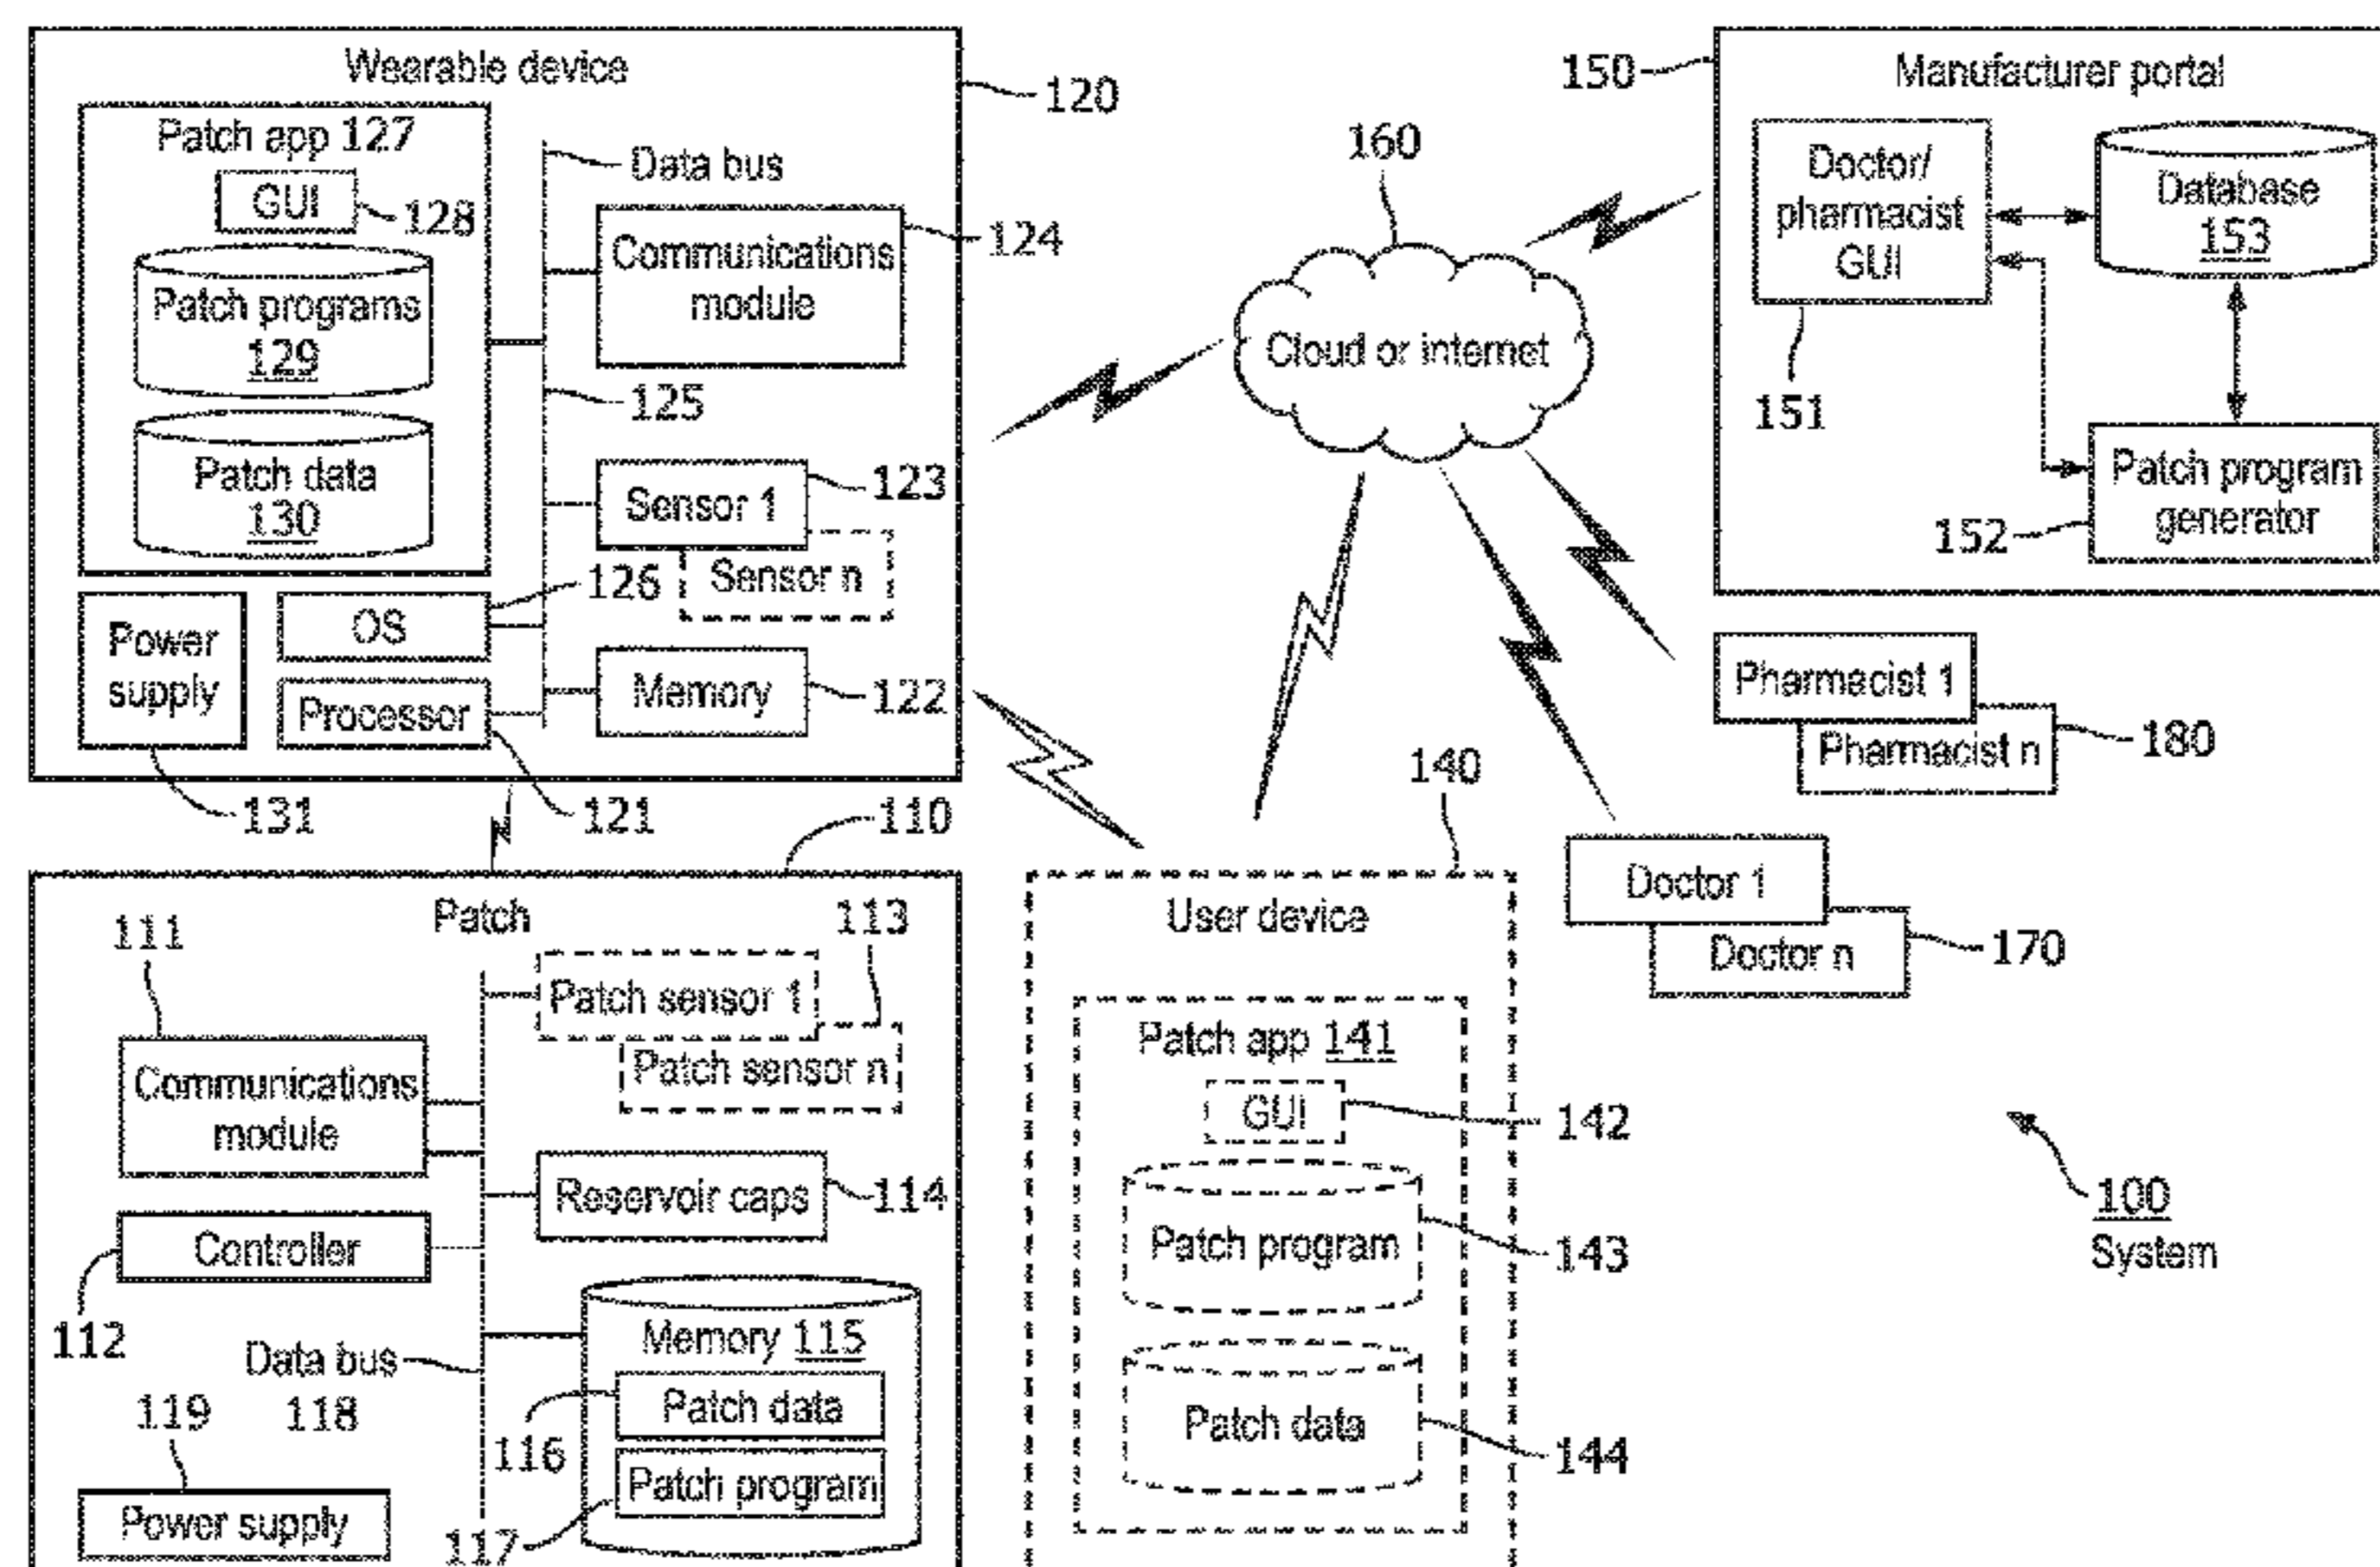 Wearable device
120
Patch app 127
GUI
128
Patch programs
129
Patch data
130
Data bus
Communications
module
124
125
Sensor 1
123
Sensor n
126
OS
Power
supply
Processor
Memory
122
131
121
160
Cloud or internet
150
Manufacturer portal
Doctor/
pharmacist
GUI
Database
153
151
Patch program
generator
152
Pharmacist 1
Pharmacist n
180
Doctor 1
Doctor n
170
110
Patch
111
113
Patch sensor 1
Patch sensor n
Communications
module
Reservoir caps
114
Controller
112
Data bus
118
Memory 115
Patch data
116
Patch program
117
119
Power supply
140
User device
Patch app 141
GUI
142
Patch program
143
Patch data
144
100
System